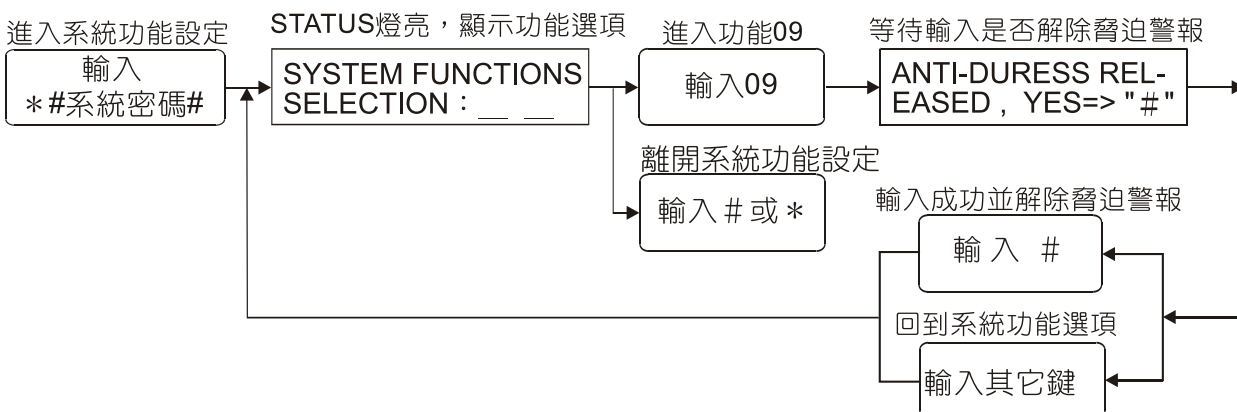 進入系統功能設定
輸入
＊#系統密碼#
STATUS燈亮，顯示功能選項
SYSTEM FUNCTIONS
SELECTION：__ __
進入功能09
輸入09
等待輸入是否解除脅迫警報
ANTI-DURESS REL-
EASED , YES=> "＃"
離開系統功能設定
輸入＃或＊
輸入成功並解除脅迫警報
輸入 ＃
回到系統功能選項
輸入其它鍵